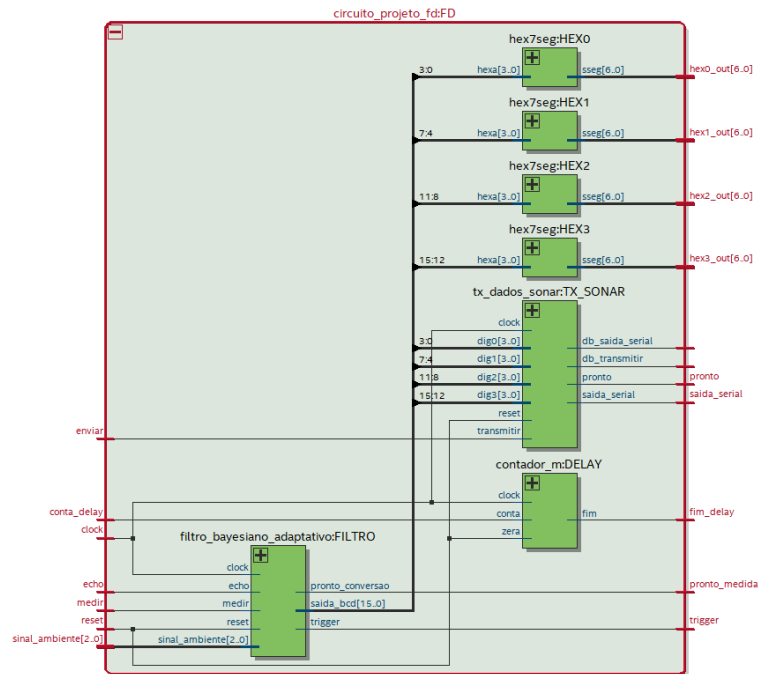 circuito_projeto_fd:FD
hex7seg:HEX0
3:0 hexa[3..0] sseg[6..0] hex0_out[6..0]
hex7seg:HEX1
7:4 hexa[3..0] sseg[6..0] hex1_out[6..0]
hex7seg:HEX2
11:8 hexa[3..0] sseg[6..0] hex2_out[6..0]
hex7seg:HEX3
15:12 hexa[3..0] sseg[6..0] hex3_out[6..0]
tx_dados_sonar:TX_SONAR
clock
3:0 dig0[3..0] db_saida_serial
7:4 dig1[3..0] db_transmitir
11:8 dig2[3..0] pronto pronto
15:12 dig3[3..0] saida_serial saida_serial
reset
enviar transmitir
contador_m:DELAY
clock
conta_delay conta fim fim_delay
clock zera
filtro_bayesiano_adaptativo:FILTRO
clock
echo echo pronto_conversao pronto_medida
medir medir saida_bcd[15..0]
reset reset trigger trigger
sinal_ambiente[2..0] sinal_ambiente[2..0]